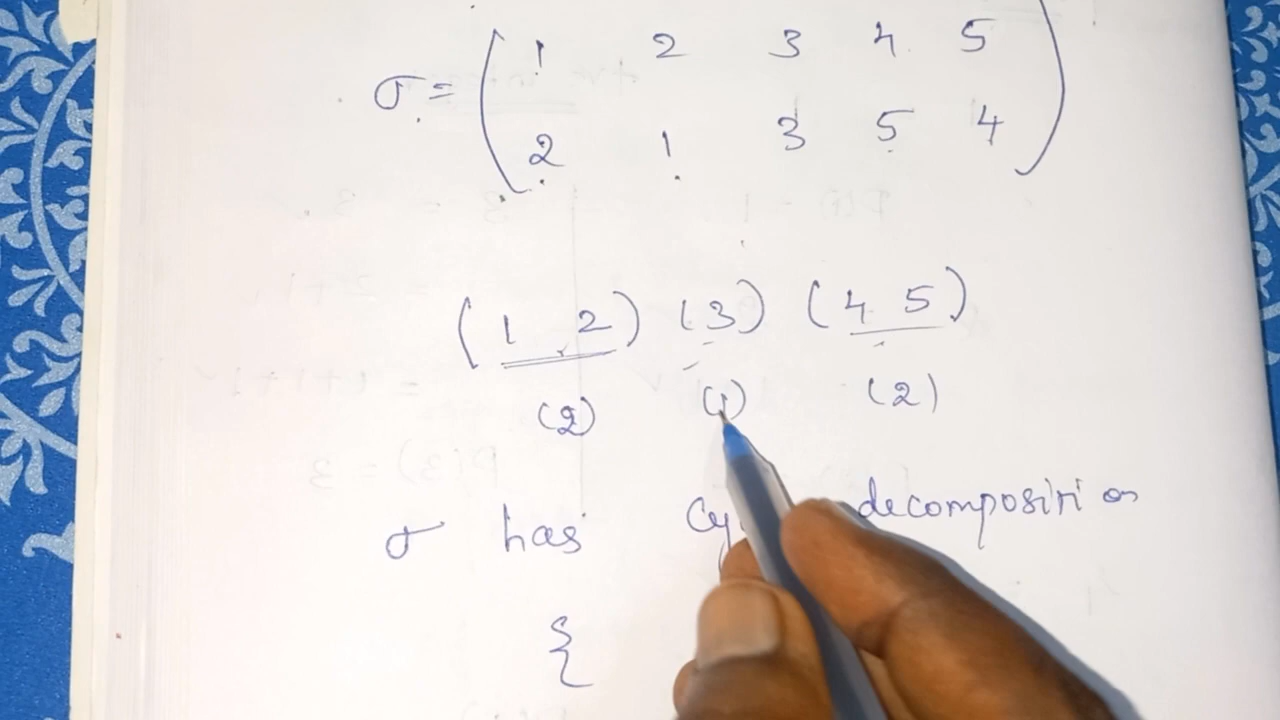 1 2 3 4 5
σ =
2 1 3 5 4
(1 2) (3) (4 5)
(2) (1) (2)
σ has decomposition
{